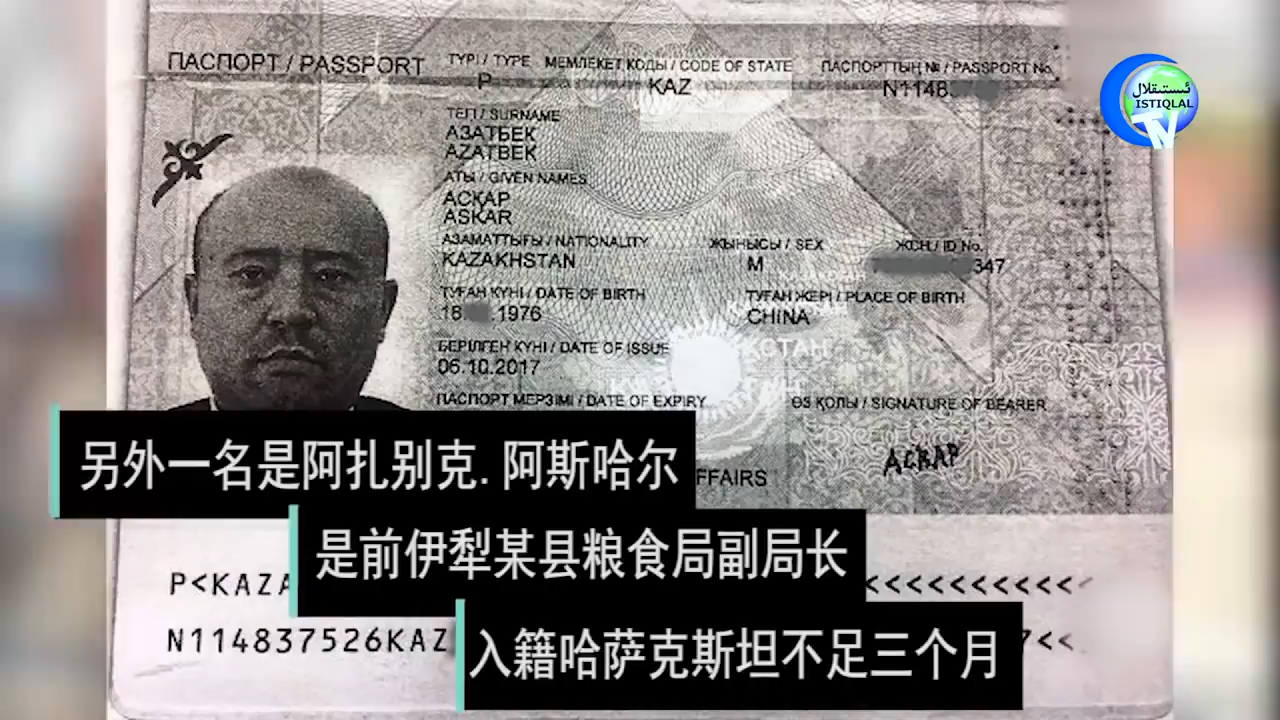 ПАСПОРТ / PASSPORT
ТҮРІ / TYPE
P
МЕМЛЕКЕТ КОДЫ / CODE OF STATE
KAZ
ПАСПОРТТЫҢ № / PASSPORT No.
N1148
ئىستىقلال
ISTIQLAL
TV
ТЕГІ / SURNAME
АЗАТБЕК
AZATBEK
АТЫ / GIVEN NAMES
АСҚАР
ASKAR
АЗАМАТТЫҒЫ / NATIONALITY
KAZAKHSTAN
ЖЫНЫСЫ / SEX
M
ЖСН / ID No.
347
ТУҒАН КҮНІ / DATE OF BIRTH
18 .1976
ТУҒАН ЖЕРІ / PLACE OF BIRTH
CHINA
БЕРІЛГЕН КҮНІ / DATE OF ISSUE
06.10.2017
ПАСПОРТ МЕРЗІМІ / DATE OF EXPIRY
ӨЗ ҚОЛЫ / SIGNATURE OF BEARER
АСКАР
FFAIRS
另外一名是阿扎别克.阿斯哈尔
是前伊犁某县粮食局副局长
P<KAZA <<<<<<<<<<
入籍哈萨克斯坦不足三个月
N114837526KAZ 7<<